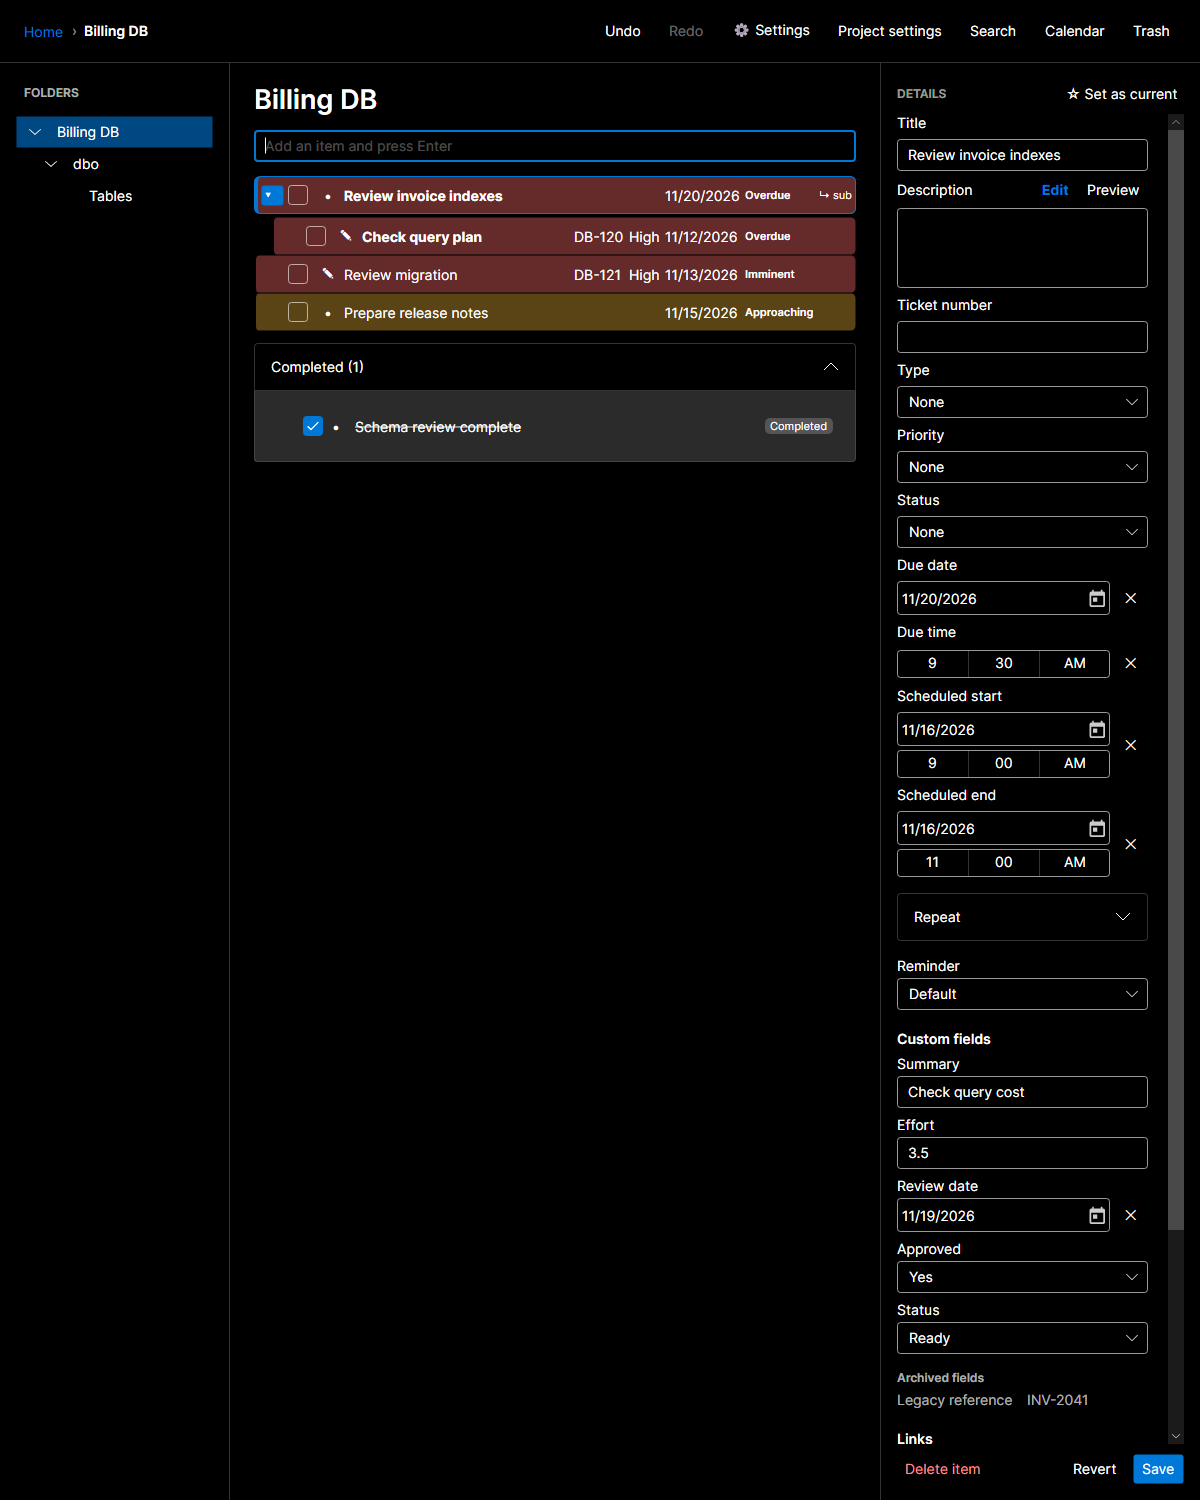 Home › Billing DB
Undo Redo Settings Project settings Search Calendar Trash
FOLDERS
Billing DB
dbo
Tables
Billing DB
Add an item and press Enter
Review invoice indexes 11/20/2026 Overdue ↳ sub
Check query plan DB-120 High 11/12/2026 Overdue
Review migration DB-121 High 11/13/2026 Imminent
Prepare release notes 11/15/2026 Approaching
Completed (1)
Schema review complete Completed
DETAILS ☆ Set as current
Title
Review invoice indexes
Description Edit Preview
Ticket number
Type
None
Priority
None
Status
None
Due date
11/20/2026
Due time
9 30 AM
Scheduled start
11/16/2026
9 00 AM
Scheduled end
11/16/2026
11 00 AM
Repeat
Reminder
Default
Custom fields
Summary
Check query cost
Effort
3.5
Review date
11/19/2026
Approved
Yes
Status
Ready
Archived fields
Legacy reference INV-2041
Links
Delete item Revert Save